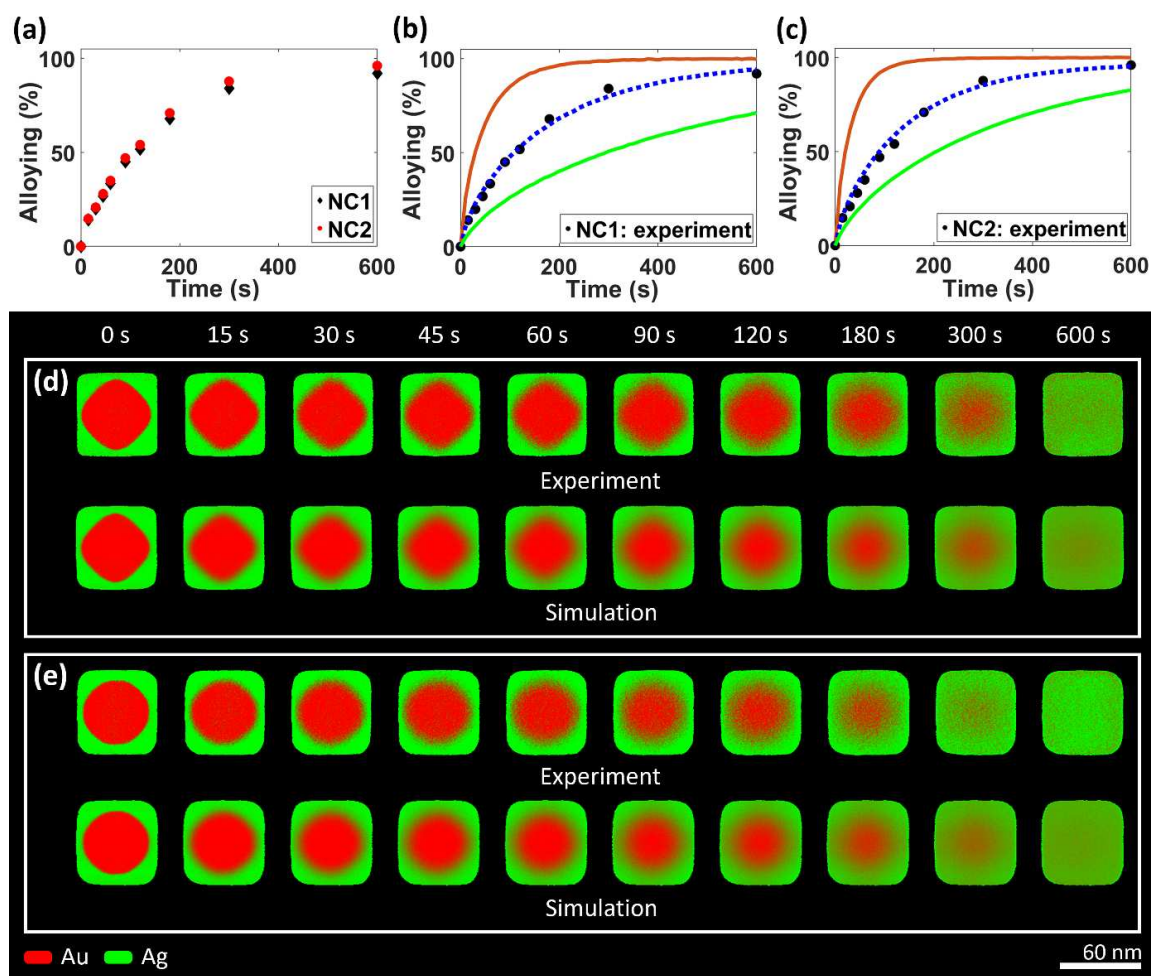 (a)
100
50
0
0
200
400
600
Alloying (%)
Time (s)
NC1
NC2
(b)
100
50
0
0
200
400
600
Alloying (%)
Time (s)
NC1: experiment
(c)
100
50
0
0
200
400
600
Alloying (%)
Time (s)
NC2: experiment
0 s 15 s 30 s 45 s 60 s 90 s 120 s 180 s 300 s 600 s
(d)
Experiment
Simulation
(e)
Experiment
Simulation
Au Ag
60 nm